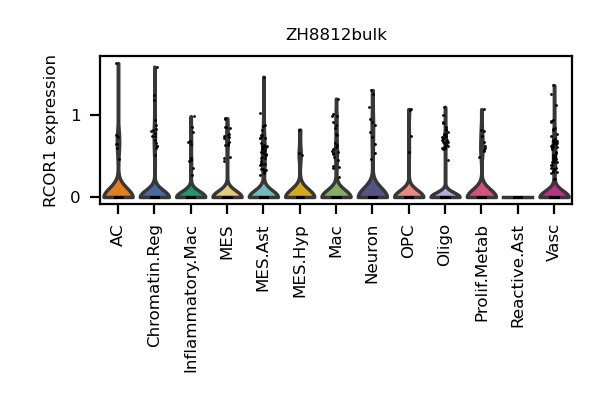 ZH8812bulk
RCOR1 expression
1
0
AC
Chromatin.Reg
Inflammatory.Mac
MES
MES.Ast
MES.Hyp
Mac
Neuron
OPC
Oligo
Prolif.Metab
Reactive.Ast
Vasc